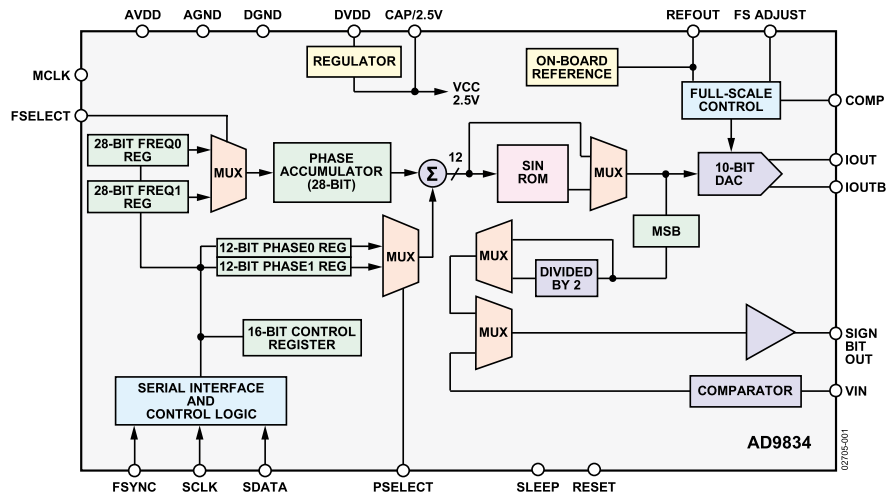 AVDD
AGND
DGND
DVDD
CAP/2.5V
REFOUT
FS ADJUST
MCLK
FSELECT
REGULATOR
VCC
2.5V
ON-BOARD
REFERENCE
FULL-SCALE
CONTROL
COMP
28-BIT FREQ0
REG
28-BIT FREQ1
REG
MUX
PHASE
ACCUMULATOR
(28-BIT)
Σ
12
SIN
ROM
MUX
10-BIT
DAC
IOUT
IOUTB
12-BIT PHASE0 REG
12-BIT PHASE1 REG
MUX
MSB
MUX
DIVIDED
BY 2
MUX
16-BIT CONTROL
REGISTER
SIGN
BIT
OUT
SERIAL INTERFACE
AND
CONTROL LOGIC
COMPARATOR
VIN
AD9834
02705-001
FSYNC
SCLK
SDATA
PSELECT
SLEEP
RESET